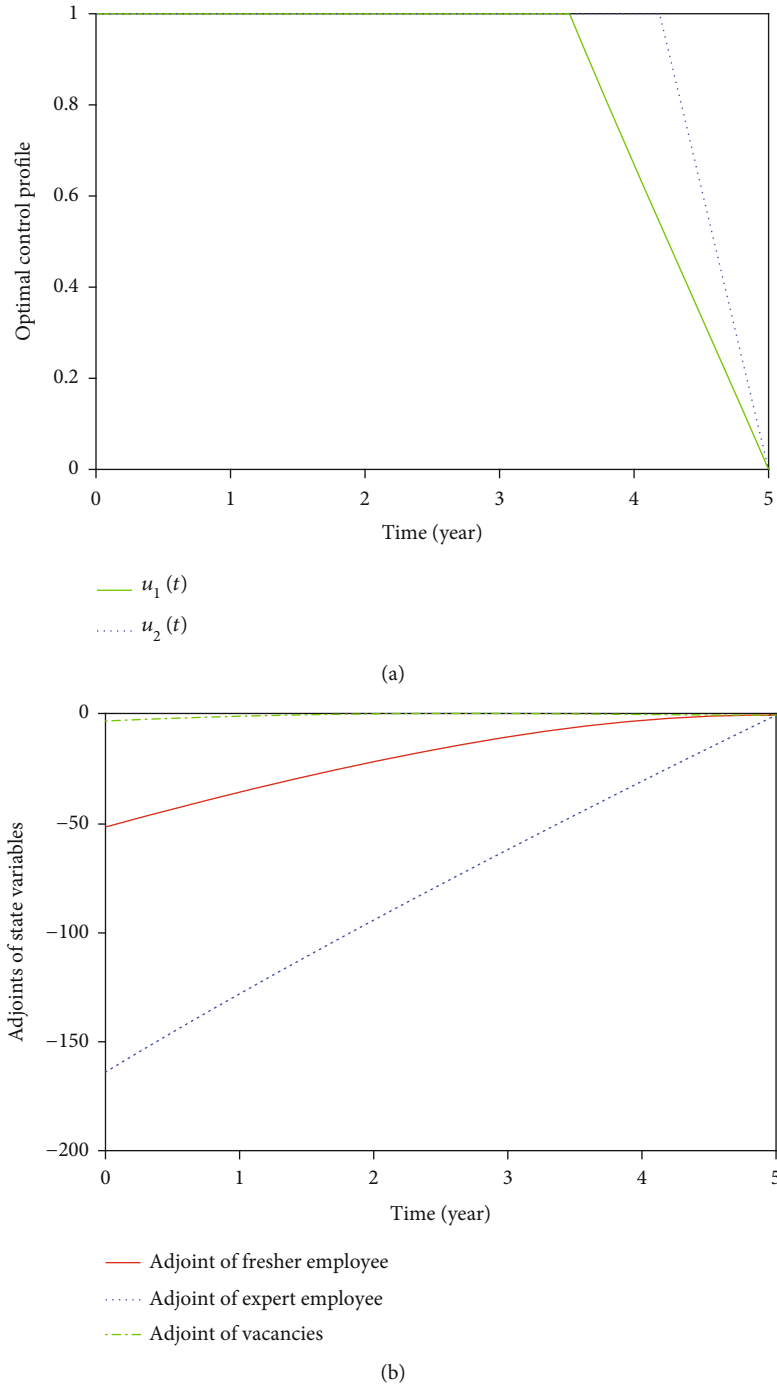 1
0.8
0.6
0.4
0.2
0
Optimal control profile
0 1 2 3 4 5
Time (year)
u_1 (t)
u_2 (t)
(a)
0
−50
−100
−150
−200
Adjoints of state variables
0 1 2 3 4 5
Time (year)
Adjoint of fresher employee
Adjoint of expert employee
Adjoint of vacancies
(b)